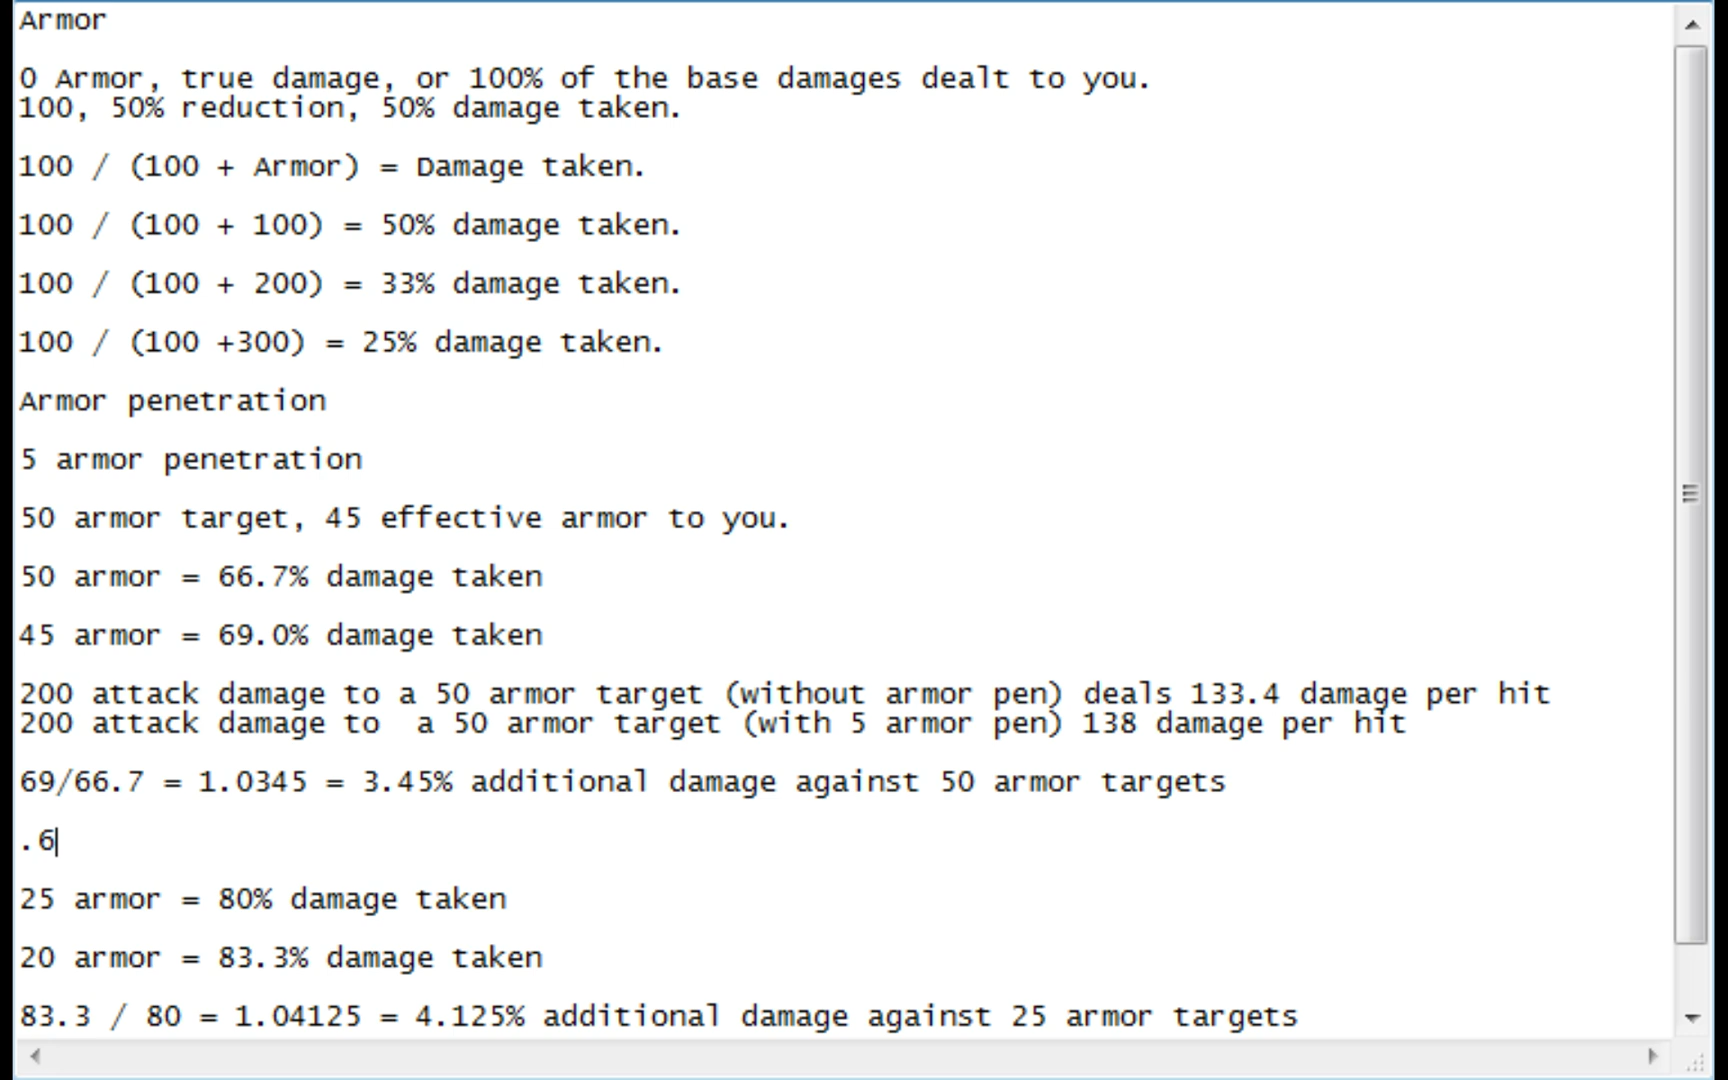 Armor
0 Armor, true damage, or 100% of the base damages dealt to you.
100, 50% reduction, 50% damage taken.
100 / (100 + Armor) = Damage taken.
100 / (100 + 100) = 50% damage taken.
100 / (100 + 200) = 33% damage taken.
100 / (100 +300) = 25% damage taken.
Armor penetration
5 armor penetration
50 armor target, 45 effective armor to you.
50 armor = 66.7% damage taken
45 armor = 69.0% damage taken
200 attack damage to a 50 armor target (without armor pen) deals 133.4 damage per hit
200 attack damage to  a 50 armor target (with 5 armor pen) 138 damage per hit
69/66.7 = 1.0345 = 3.45% additional damage against 50 armor targets
.6
25 armor = 80% damage taken
20 armor = 83.3% damage taken
83.3 / 80 = 1.04125 = 4.125% additional damage against 25 armor targets